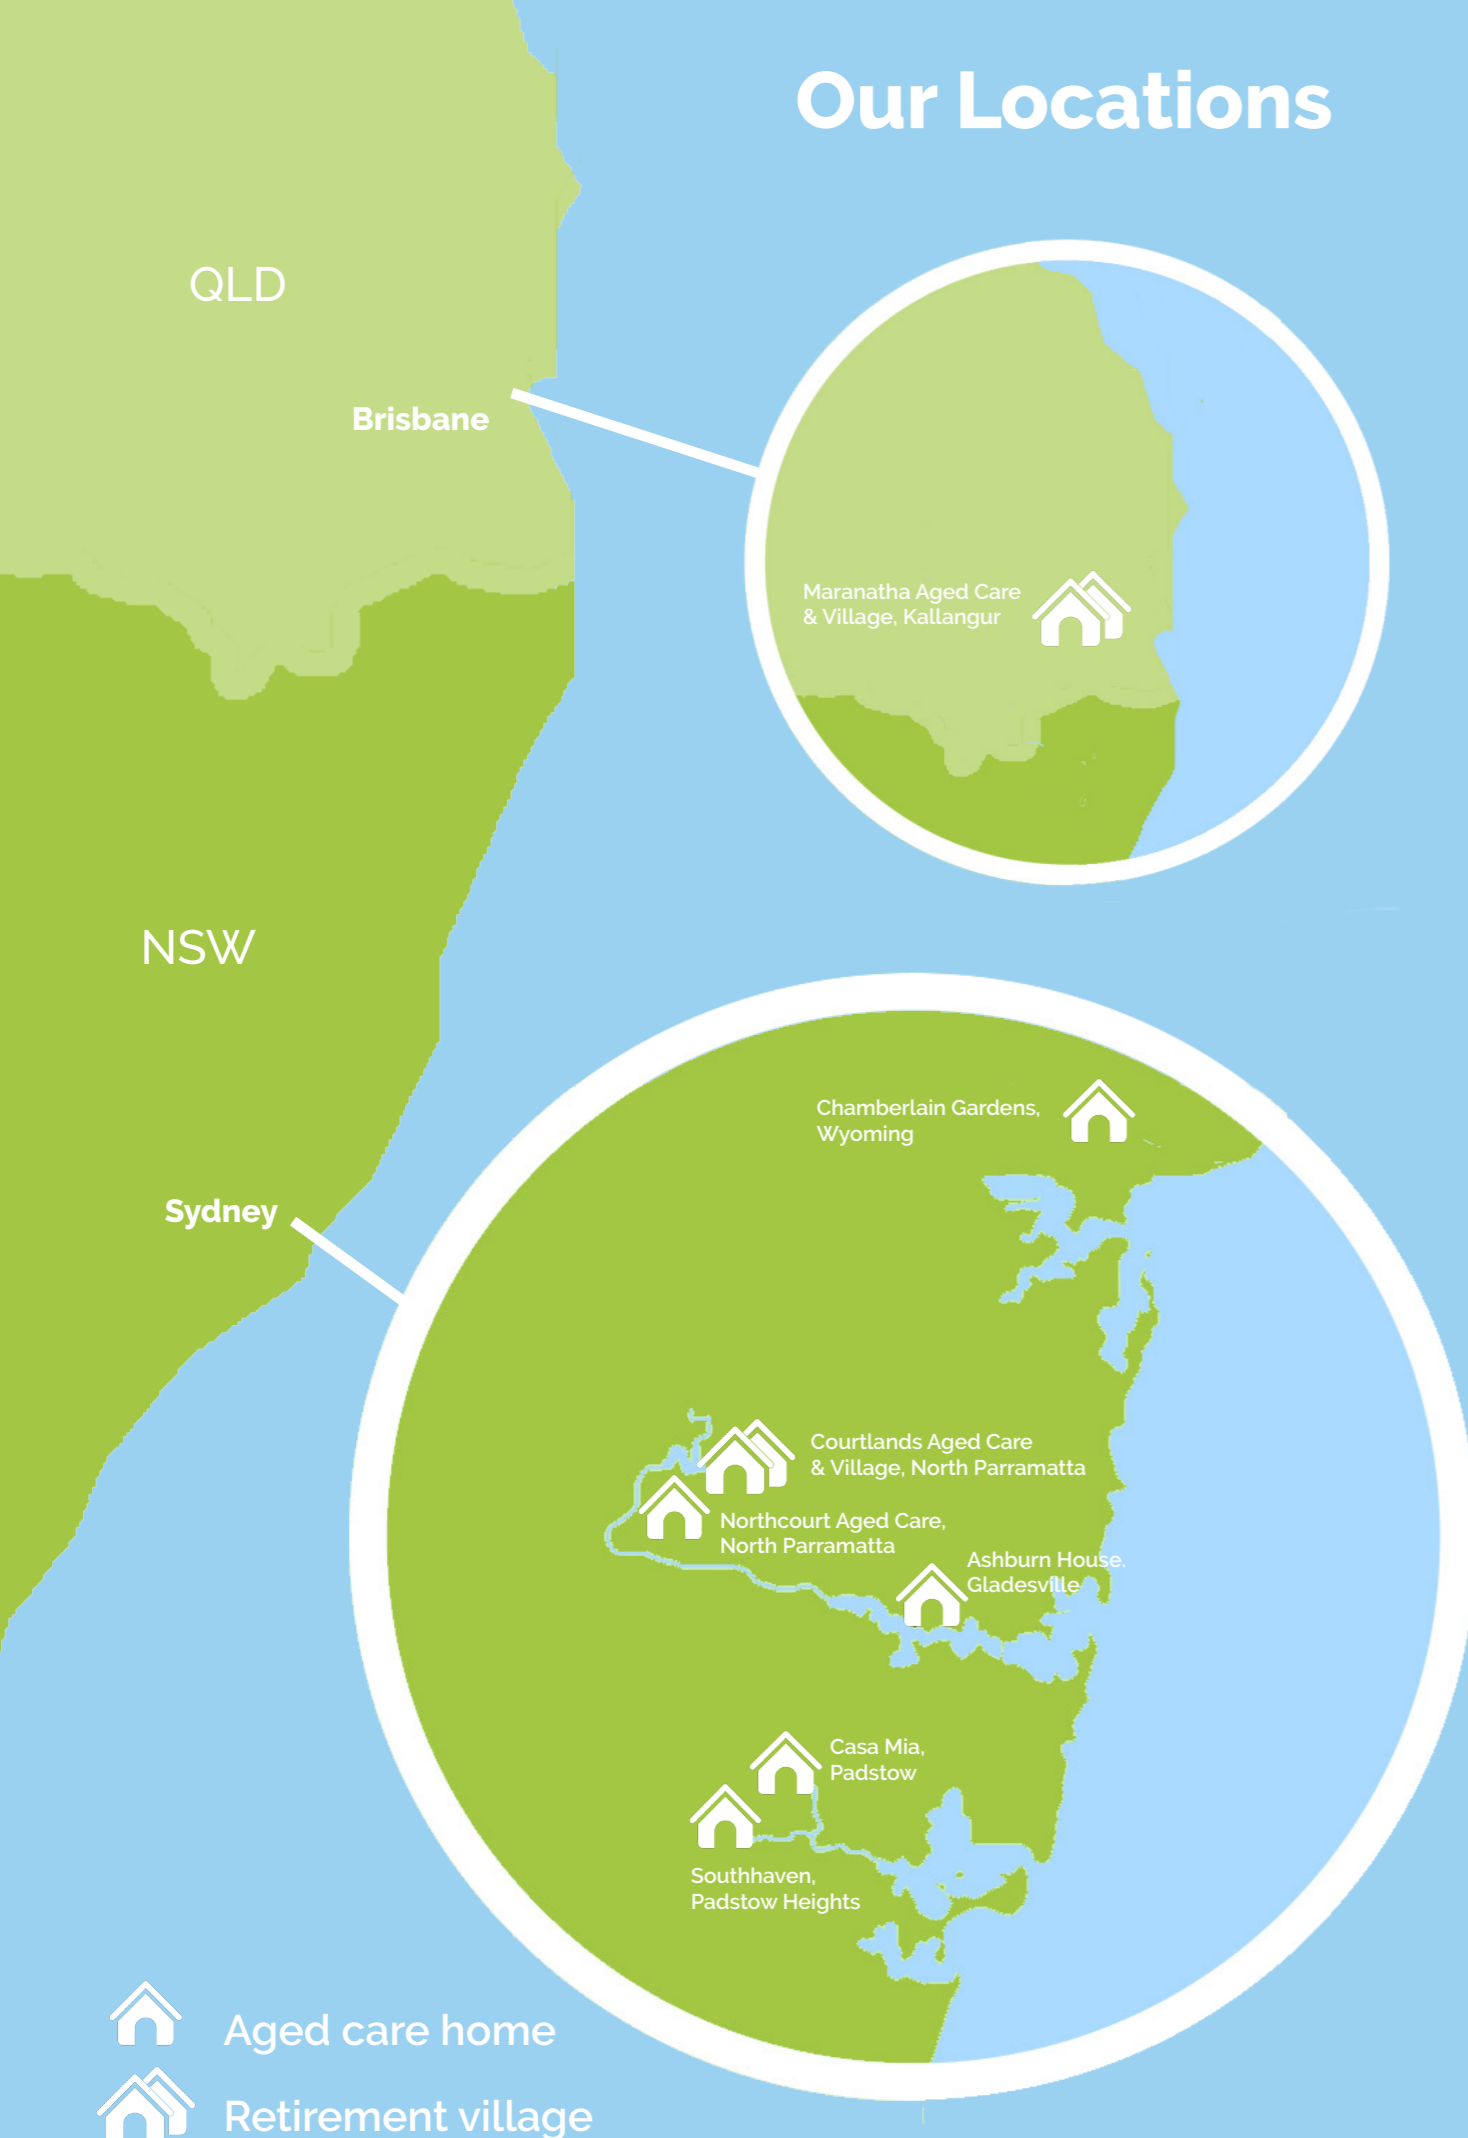 Our Locations
QLD
Brisbane
Maranatha Aged Care
& Village, Kallangur
NSW
Chamberlain Gardens,
Wyoming
Sydney
Courtlands Aged Care
& Village, North Parramatta
Northcourt Aged Care,
North Parramatta
Ashburn House.
Gladesville
Casa Mia,
Padstow
Southhaven,
Padstow Heights
Aged care home
Retirement village